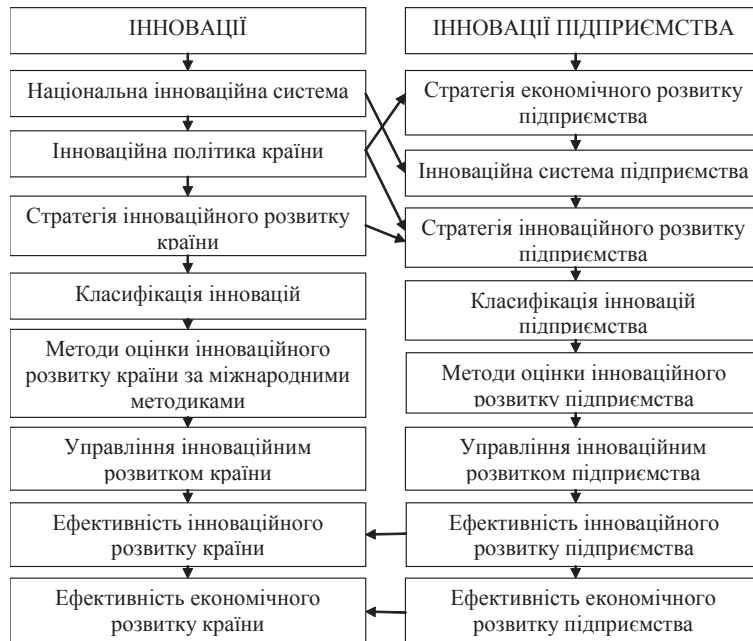 ІННОВАЦІЇ
Національна інноваційна система
Інноваційна політика країни
Стратегія інноваційного розвитку
країни
Класифікація інновацій
Методи оцінки інноваційного
розвитку країни за міжнародними
методиками
Управління інноваційним
розвитком країни
Ефективність інноваційного
розвитку країни
Ефективність економічного
розвитку країни
ІННОВАЦІЇ ПІДПРИЄМСТВА
Стратегія економічного розвитку
підприємства
Інноваційна система підприємства
Стратегія інноваційного розвитку
підприємства
Класифікація інновацій
підприємства
Методи оцінки інноваційного
розвитку підприємства
Управління інноваційним
розвитком підприємства
Ефективність інноваційного
розвитку підприємства
Ефективність економічного
розвитку підприємства